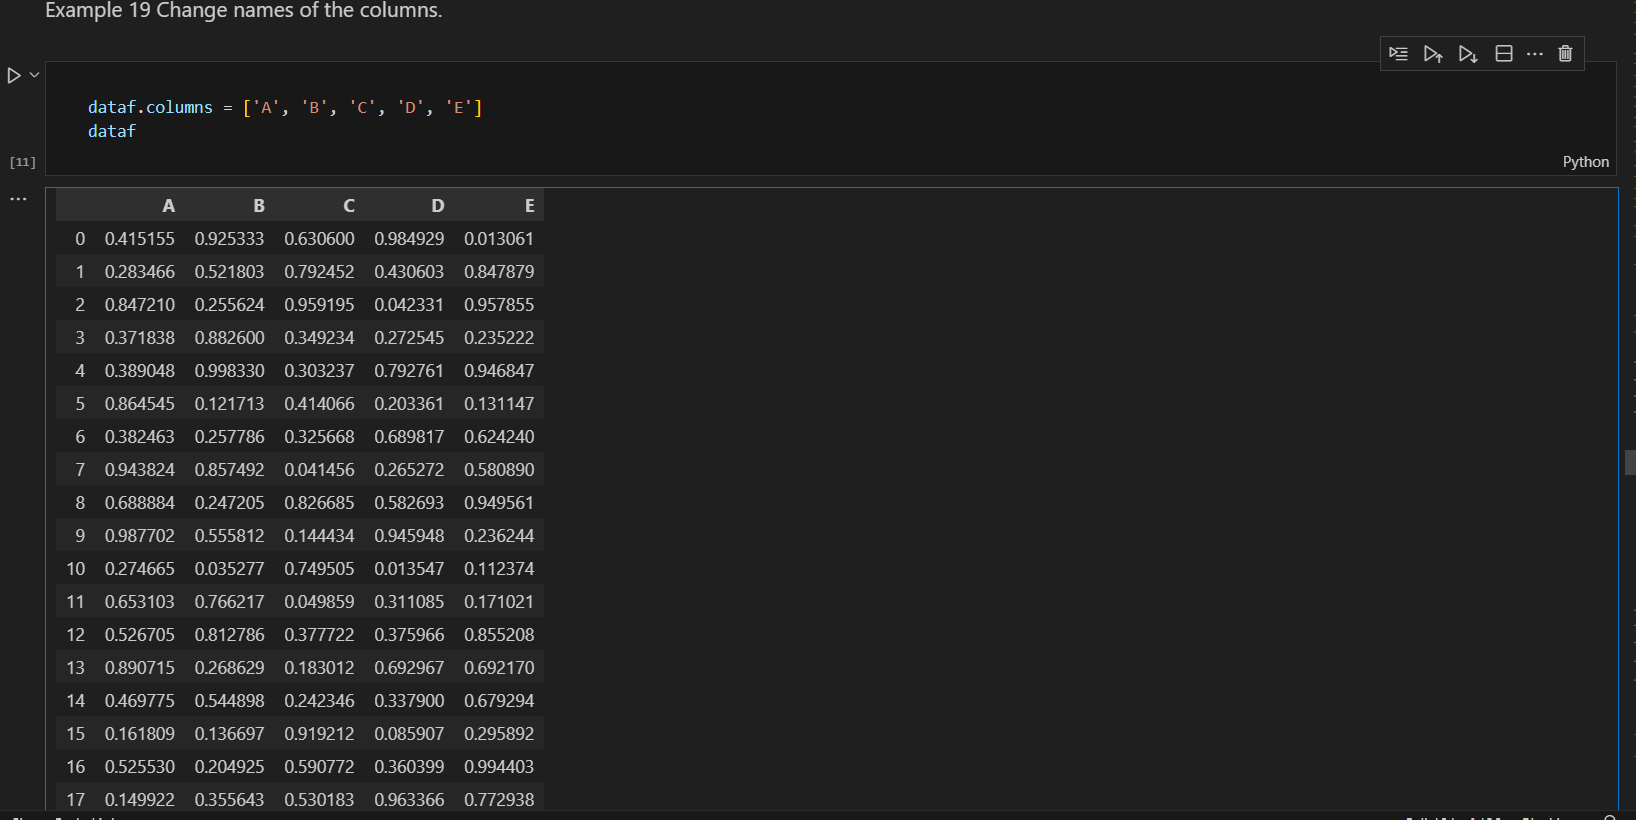 Example 19 Change names of the columns.
dataf.columns = ['A', 'B', 'C', 'D', 'E']
dataf
[11]
Python
A B C D E
0 0.415155 0.925333 0.630600 0.984929 0.013061
1 0.283466 0.521803 0.792452 0.430603 0.847879
2 0.847210 0.255624 0.959195 0.042331 0.957855
3 0.371838 0.882600 0.349234 0.272545 0.235222
4 0.389048 0.998330 0.303237 0.792761 0.946847
5 0.864545 0.121713 0.414066 0.203361 0.131147
6 0.382463 0.257786 0.325668 0.689817 0.624240
7 0.943824 0.857492 0.041456 0.265272 0.580890
8 0.688884 0.247205 0.826685 0.582693 0.949561
9 0.987702 0.555812 0.144434 0.945948 0.236244
10 0.274665 0.035277 0.749505 0.013547 0.112374
11 0.653103 0.766217 0.049859 0.311085 0.171021
12 0.526705 0.812786 0.377722 0.375966 0.855208
13 0.890715 0.268629 0.183012 0.692967 0.692170
14 0.469775 0.544898 0.242346 0.337900 0.679294
15 0.161809 0.136697 0.919212 0.085907 0.295892
16 0.525530 0.204925 0.590772 0.360399 0.994403
17 0.149922 0.355643 0.530183 0.963366 0.772938